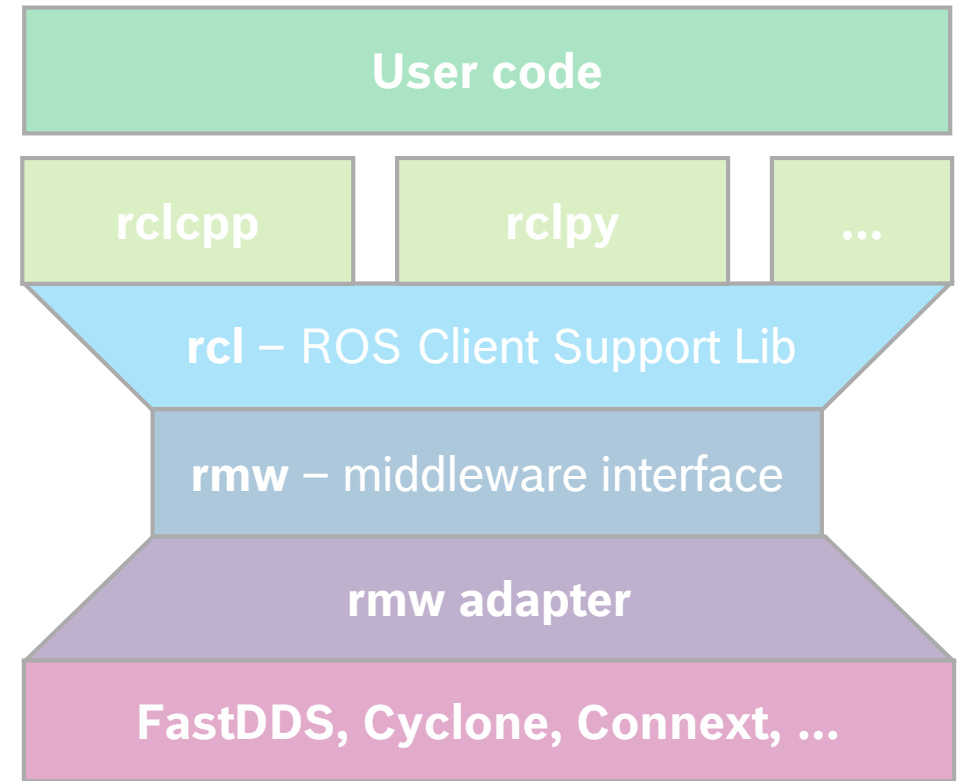 User code
rclcpp
rclpy
...
rcl – ROS Client Support Lib
rmw – middleware interface
rmw adapter
FastDDS, Cyclone, Connext, ...